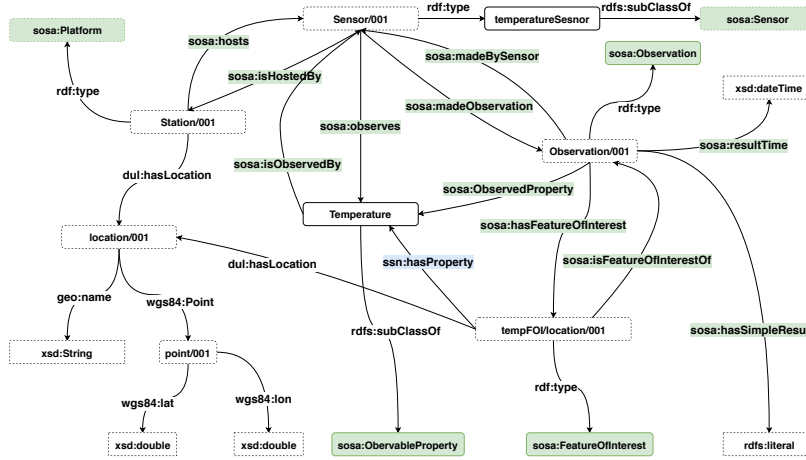 Sensor/001
rdf:type
temperatureSesnor
rdfs:subClassOf
sosa:Sensor
sosa:Platform
sosa:hosts
sosa:madeBySensor
sosa:Observation
sosa:isHostedBy
rdf:type
xsd:dateTime
sosa:madeObservation
rdf:type
Station/001
sosa:observes
sosa:resultTime
Observation/001
sosa:isObservedBy
dul:hasLocation
sosa:ObservedProperty
Temperature
sosa:hasFeatureOfInterest
location/001
dul:hasLocation
ssn:hasProperty
sosa:isFeatureOfInterestOf
geo:name
wgs84:Point
rdfs:subClassOf
tempFOI/location/001
sosa:hasSimpleResu
xsd:String
point/001
rdf:type
wgs84:lat
wgs84:lon
xsd:double
xsd:double
sosa:ObervableProperty
sosa:FeatureOfInterest
rdfs:literal